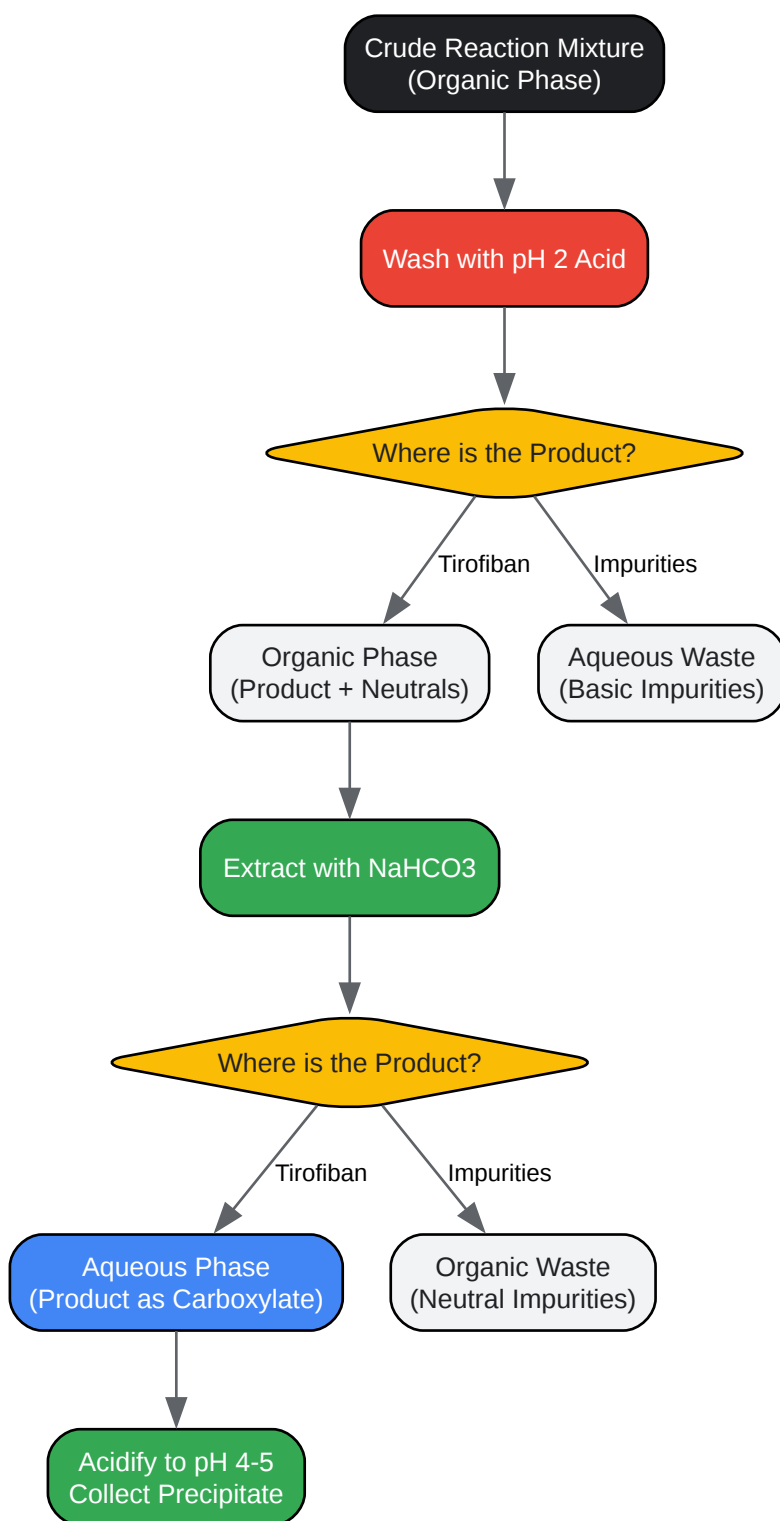 Crude Reaction Mixture
(Organic Phase)
Wash with pH 2 Acid
Where is the Product?
Tirofiban
Impurities
Organic Phase
(Product + Neutrals)
Aqueous Waste
(Basic Impurities)
Extract with NaHCO3
Where is the Product?
Tirofiban
Impurities
Aqueous Phase
(Product as Carboxylate)
Organic Waste
(Neutral Impurities)
Acidify to pH 4-5
Collect Precipitate